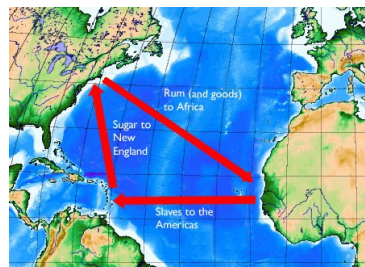 Rum (and goods)
to Africa
Sugar to
New
England
Slaves to the
Americas